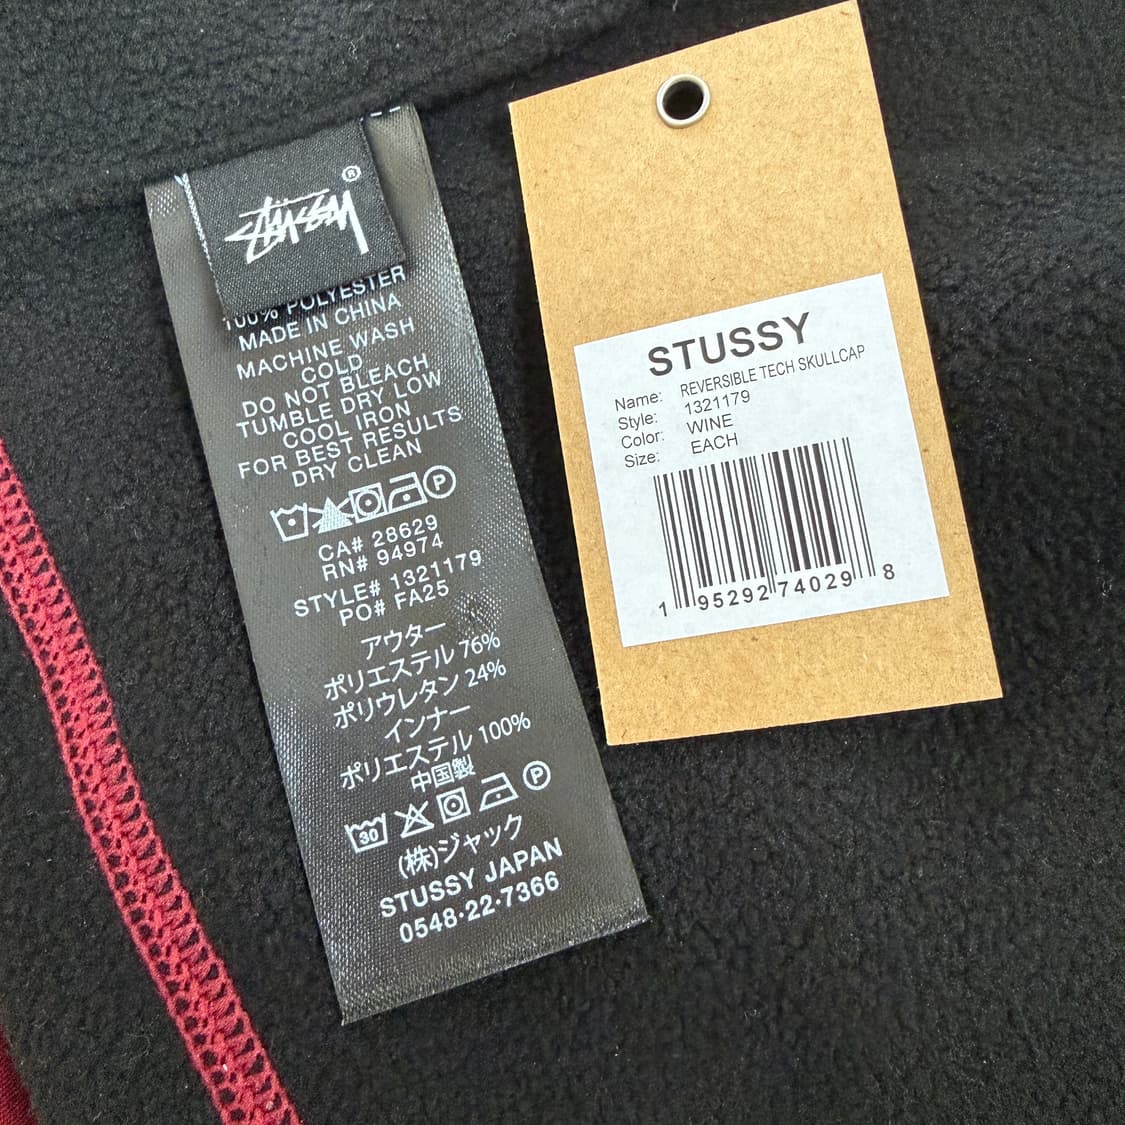 STÜSSY®
100% POLYESTER
MADE IN CHINA
MACHINE WASH
COLD
DO NOT BLEACH
TUMBLE DRY LOW
COOL IRON
FOR BEST RESULTS
DRY CLEAN
P
CA# 28629
RN# 94974
STYLE# 1321179
PO# FA25
アウター
ポリエステル 76%
ポリウレタン 24%
インナー
ポリエステル 100%
中国製
30 P
(株)ジャック
STUSSY JAPAN
0548·22·7366
STUSSY
Name: REVERSIBLE TECH SKULLCAP
Style: 1321179
Color: WINE
Size: EACH
1 95292 74029 8